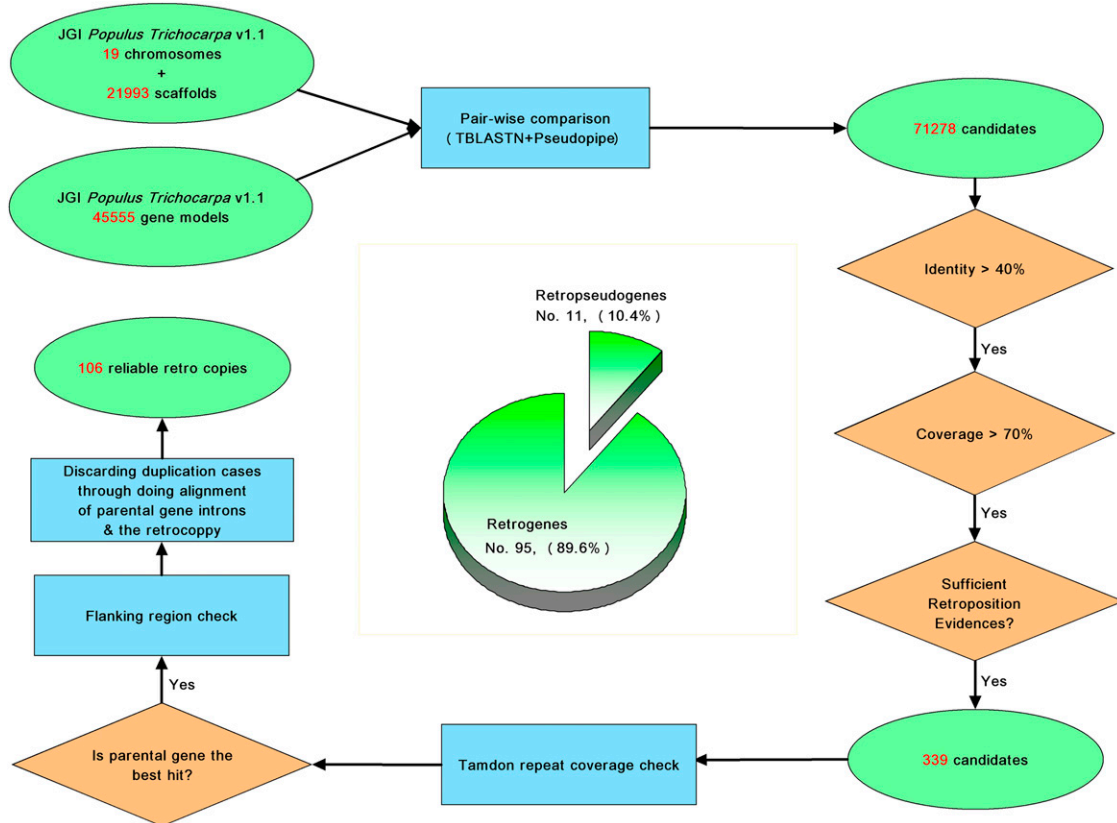 JGI Populus Trichocarpa v1.1
19 chromosomes
+
21993 scaffolds
JGI Populus Trichocarpa v1.1
45555 gene models
Pair-wise comparison
( TBLASTN+Pseudopipe)
71278 candidates
Identity > 40%
Yes
Coverage > 70%
Yes
Sufficient
Retroposition
Evidences?
Yes
339 candidates
Tamdon repeat coverage check
Is parental gene the
best hit?
Yes
Flanking region check
Discarding duplication cases
through doing alignment
of parental gene introns
& the retrocoppy
106 reliable retro copies
Retropseudogenes
No. 11, ( 10.4%)
Retrogenes
No. 95, (89.6%)